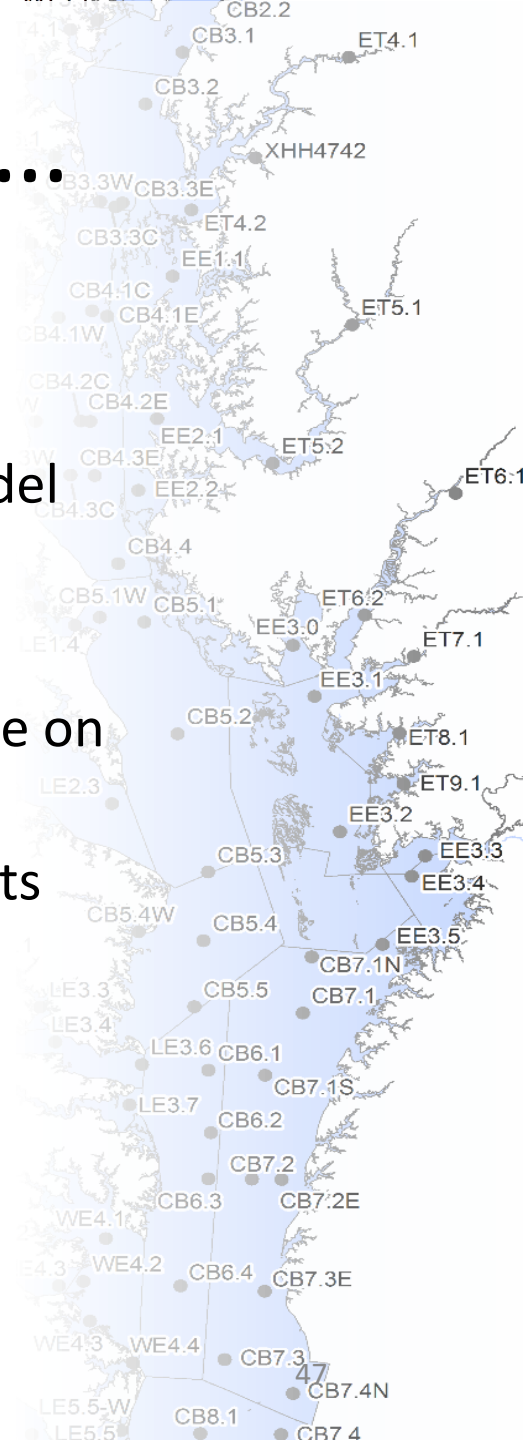 CB2.2
CB3.1
ET4.1
CB3.2
XHH4742
...
CB3.3W CB3.3E
ET4.2
CB3.3C
EE1.1
CB4.1C
ET5.1
CB4.1E
CB4.1W
CB4.2C
CB4.2E
EE2.1
ET5.2
CB4.3E
ET6.1
del
EE2.2
CB4.3C
CB4.4
CB5.1W
CB5.1
ET6.2
EE3.0
LE1.4
ET7.1
EE3.1
CB5.2
e on
ET8.1
LE2.3
ET9.1
EE3.2
CB5.3
EE3.3
ts
EE3.4
CB5.4W
CB5.4
EE3.5
CB7.1N
LE3.3
CB5.5
CB7.1
LE3.4
LE3.6
CB6.1
CB7.1S
LE3.7
CB6.2
CB7.2
CB6.3
CB7.2E
WE4.1
WE4.2
CB6.4
CB7.3E
WE4.3
WE4.4
CB7.3
47
CB7.4N
LE5.5-W
CB8.1
LE5.5
CB7.4